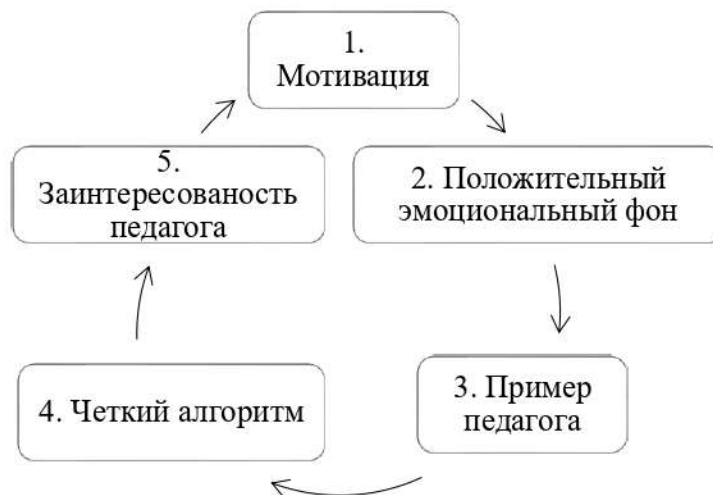 1.
Мотивация
2. Положительный
эмоциональный фон
3. Пример
педагога
4. Четкий алгоритм
5.
Заинтересованость
педагога